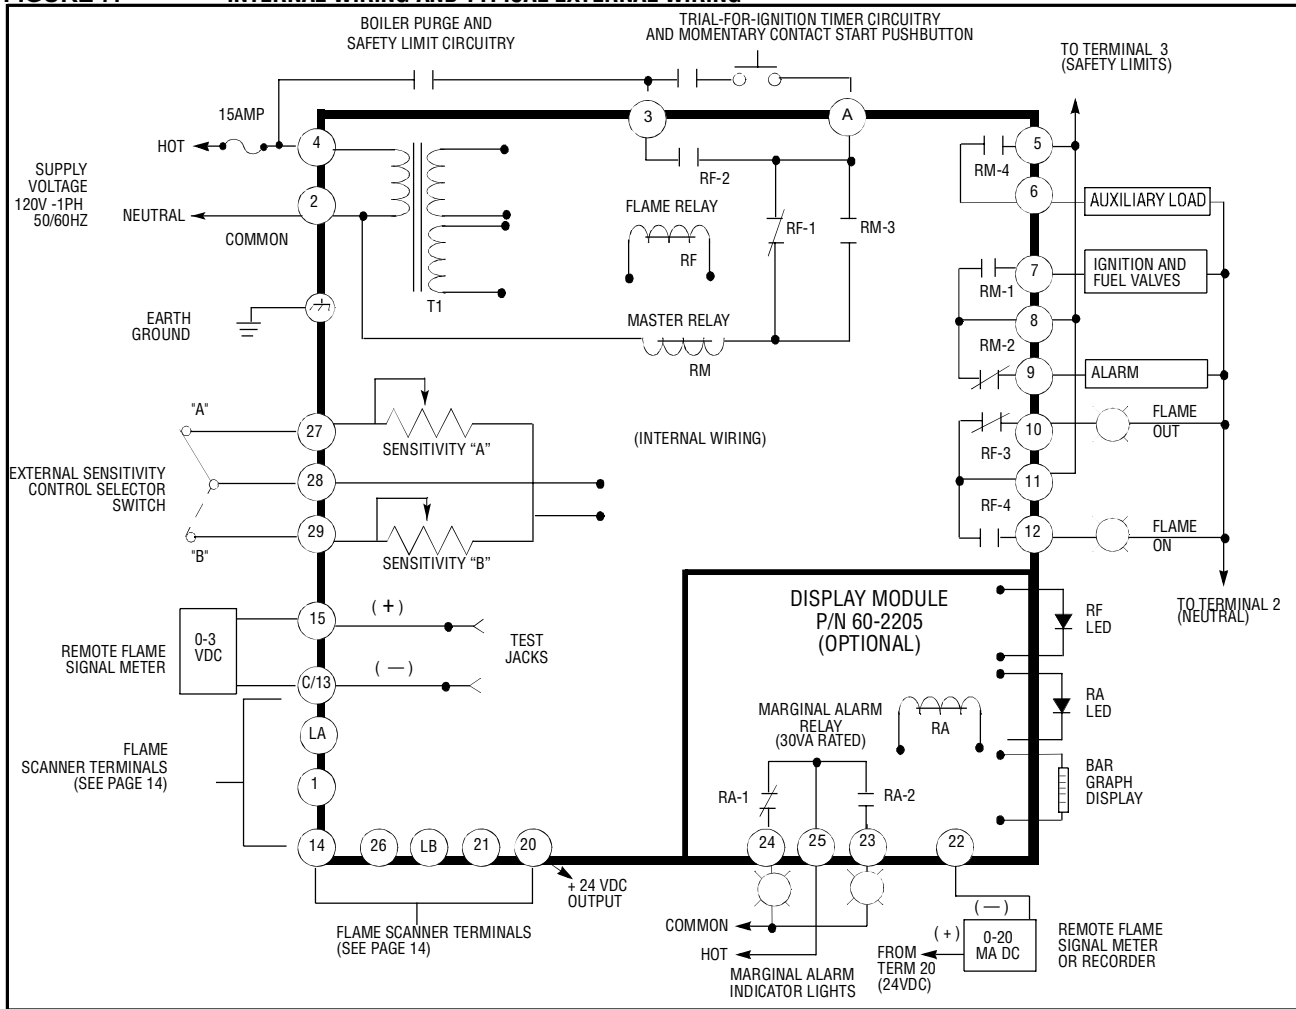 INTERNAL WIRING AND TYPICAL EXTERNAL WIRING
BOILER PURGE AND
SAFETY LIMIT CIRCUITRY
TRIAL-FOR-IGNITION TIMER CIRCUITRY
AND MOMENTARY CONTACT START PUSHBUTTON
TO TERMINAL 3
(SAFETY LIMITS)
15AMP
HOT
4
3
A
5
RM-4
SUPPLY
VOLTAGE
120V -1PH
50/60HZ
NEUTRAL
2
COMMON
RF-2
FLAME RELAY
RF
RF-1
RM-3
T1
6
AUXILIARY LOAD
7
RM-1
IGNITION AND
FUEL VALVES
EARTH
GROUND
MASTER RELAY
RM
8
RM-2
9
ALARM
"A"
27
SENSITIVITY “A”
(INTERNAL WIRING)
10
RF-3
FLAME
OUT
EXTERNAL SENSITIVITY
CONTROL SELECTOR
SWITCH
28
11
RF-4
"B"
29
SENSITIVITY “B”
12
FLAME
ON
TO TERMINAL 2
(NEUTRAL)
0-3
VDC
REMOTE FLAME
SIGNAL METER
15
( + )
C/13
( — )
TEST
JACKS
DISPLAY MODULE
P/N 60-2205
(OPTIONAL)
RF
LED
RA
LED
BAR
GRAPH
DISPLAY
MARGINAL ALARM
RELAY
(30VA RATED)
RA
RA-1
RA-2
FLAME
SCANNER TERMINALS
(SEE PAGE 14)
LA
1
14
26
LB
21
20
24
25
23
22
+ 24 VDC
OUTPUT
FLAME SCANNER TERMINALS
(SEE PAGE 14)
COMMON
HOT
MARGINAL ALARM
INDICATOR LIGHTS
( — )
( + )
0-20
MA DC
FROM
TERM 20
(24VDC)
REMOTE FLAME
SIGNAL METER
OR RECORDER